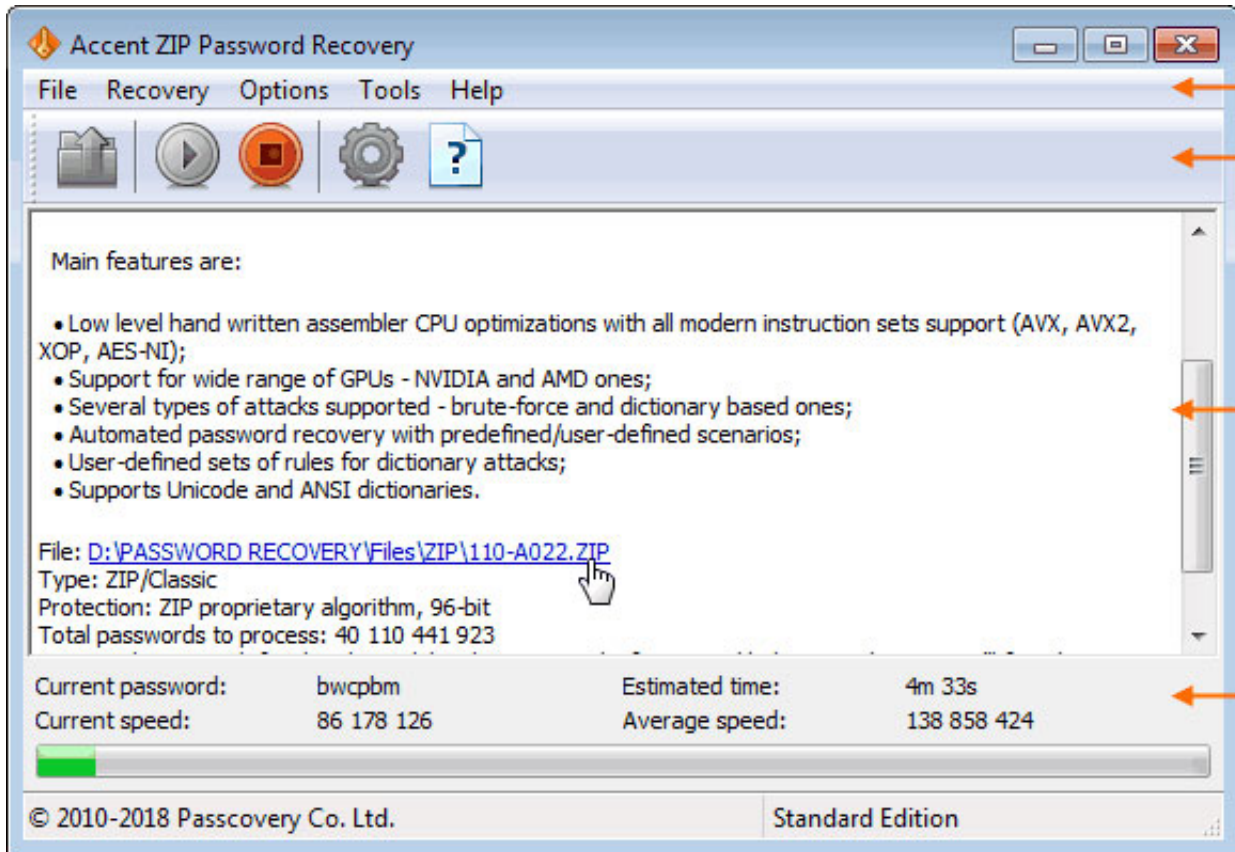 Accent ZIP Password Recovery
File Recovery Options Tools Help
?
Main features are:
• Low level hand written assembler CPU optimizations with all modern instruction sets support (AVX, AVX2,
XOP, AES-NI);
• Support for wide range of GPUs - NVIDIA and AMD ones;
• Several types of attacks supported - brute-force and dictionary based ones;
• Automated password recovery with predefined/user-defined scenarios;
• User-defined sets of rules for dictionary attacks;
• Supports Unicode and ANSI dictionaries.
File: D:\PASSWORD RECOVERY\Files\ZIP\110-A022.ZIP
Type: ZIP/Classic
Protection: ZIP proprietary algorithm, 96-bit
Total passwords to process: 40 110 441 923
Current password: bwcpbm Estimated time: 4m 33s
Current speed: 86 178 126 Average speed: 138 858 424
© 2010-2018 Passcovery Co. Ltd. Standard Edition